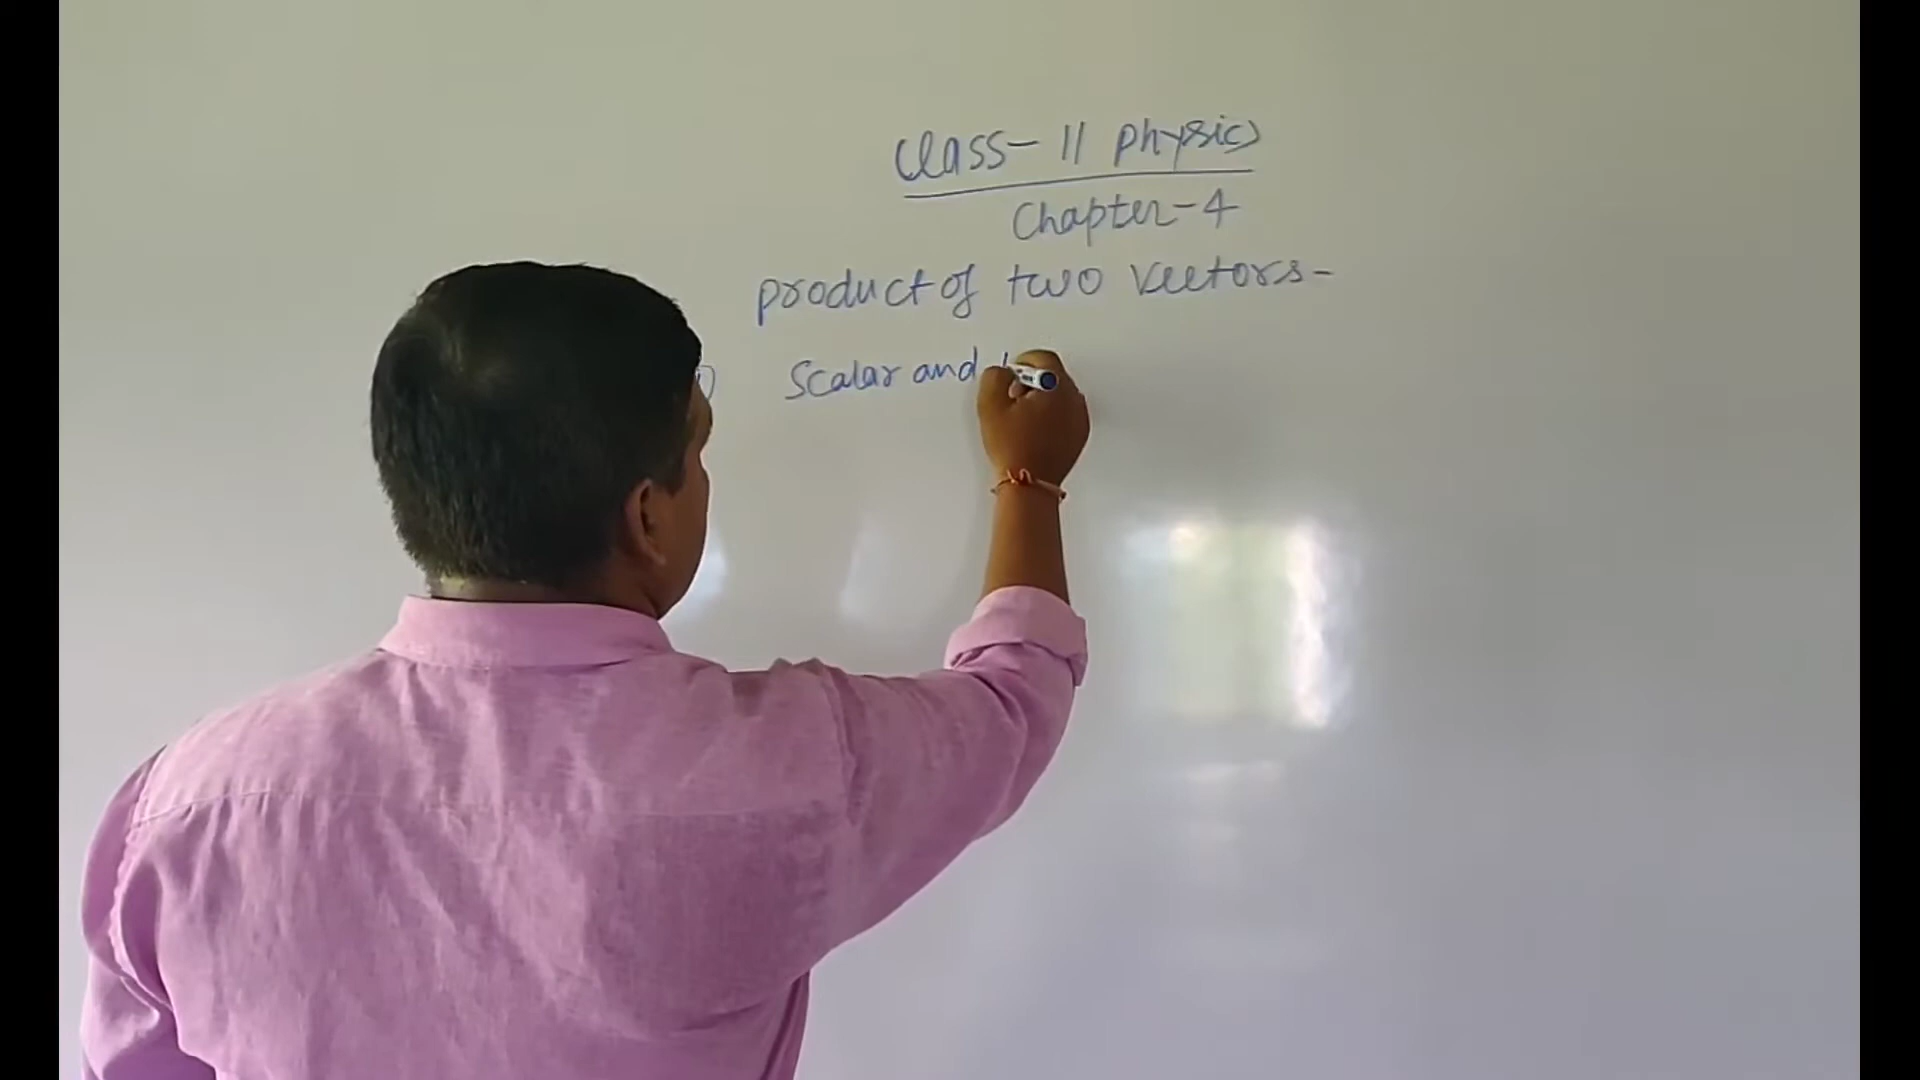 Class-11 Physics
Chapter-4
product of two vectors-
Scalar and